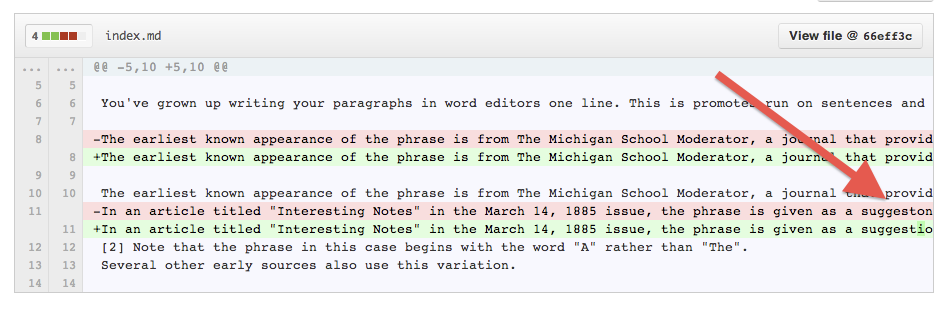 4 index.md View file @ 66eff3c
... ... @@ -5,10 +5,10 @@
5 5
6 6 You've grown up writing your paragraphs in word editors one line. This is promotes run on sentences and
7 7
8 -The earliest known appearance of the phrase is from The Michigan School Moderator, a journal that provid
8 +The earliest known appearance of the phrase is from The Michigan School Moderator, a journal that provid
9 9
10 10 The earliest known appearance of the phrase is from The Michigan School Moderator, a journal that provid
11 -In an article titled "Interesting Notes" in the March 14, 1885 issue, the phrase is given as a suggeston
11 +In an article titled "Interesting Notes" in the March 14, 1885 issue, the phrase is given as a suggestio
12 12 [2] Note that the phrase in this case begins with the word "A" rather than "The".
13 13 Several other early sources also use this variation.
14 14